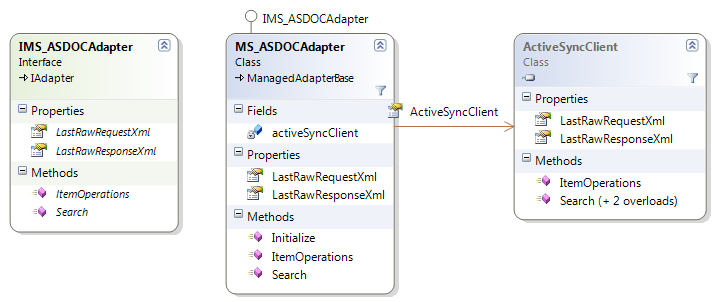 IMS_ASDOCAdapter
IMS_ASDOCAdapter
Interface
IAdapter
Properties
LastRawRequestXml
LastRawResponseXml
Methods
ItemOperations
Search
MS_ASDOCAdapter
Class
ManagedAdapterBase
Fields
activeSyncClient
Properties
LastRawRequestXml
LastRawResponseXml
Methods
Initialize
ItemOperations
Search
ActiveSyncClient
ActiveSyncClient
Class
Properties
LastRawRequestXml
LastRawResponseXml
Methods
ItemOperations
Search (+ 2 overloads)